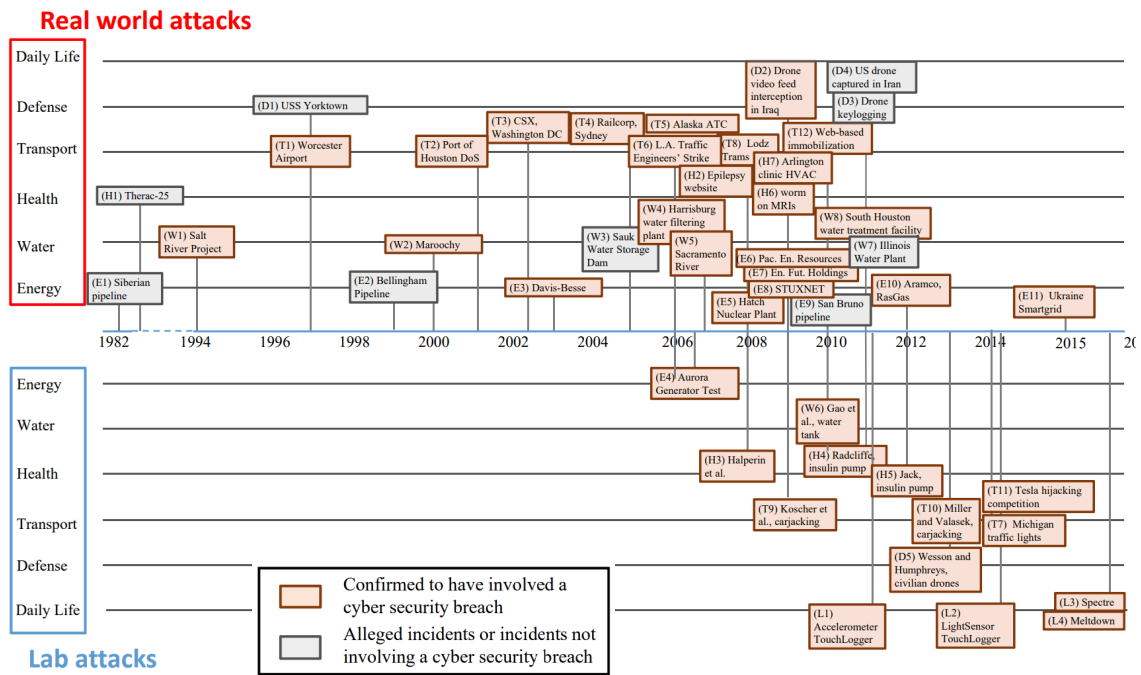 Real world attacks
Daily Life
Defense
Transport
Health
Water
Energy
(D2) Drone
video feed
interception
in Iraq
(D4) US drone
captured in Iran
(D3) Drone
keylogging
(D1) USS Yorktown
(T3) CSX,
Washington DC
(T4) Railcorp,
Sydney
(T5) Alaska ATC
(T12) Web-based
immobilization
(T1) Worcester
Airport
(T2) Port of
Houston DoS
(T6) L.A. Traffic
Engineers' Strike
(T8) Lodz
Trams
(H7) Arlington
clinic HVAC
(H2) Epilepsy
website
(H6) worm
on MRIs
(H1) Therac-25
(W4) Harrisburg
water filtering
plant
(W8) South Houston
water treatment facility
(W1) Salt
River Project
(W2) Maroochy
(W3) Sauk
Water Storage
Dam
(W5)
Sacramento
River
(W7) Illinois
Water Plant
(E6) Pac. En. Resources
(E7) En. Fut. Holdings
(E8) STUXNET
(E1) Siberian
pipeline
(E2) Bellingham
Pipeline
(E3) Davis-Besse
(E5) Hatch
Nuclear Plant
(E9) San Bruno
pipeline
(E10) Aramco,
RasGas
(E11) Ukraine
Smartgrid
1982 1994 1996 1998 2000 2002 2004 2006 2008 2010 2012 2014 2015 20
Energy
Water
Health
Transport
Defense
Daily Life
(E4) Aurora
Generator Test
(W6) Gao et
al., water
tank
(H3) Halperin
et al.
(H4) Radcliffe,
insulin pump
(H5) Jack,
insulin pump
(T11) Tesla hijacking
competition
(T9) Koscher et
al., carjacking
(T10) Miller
and Valasek,
carjacking
(T7) Michigan
traffic lights
(D5) Wesson and
Humphreys,
civilian drones
(L1)
Accelerometer
TouchLogger
(L2)
LightSensor
TouchLogger
(L3) Spectre
(L4) Meltdown
Confirmed to have involved a
cyber security breach
Alleged incidents or incidents not
involving a cyber security breach
Lab attacks